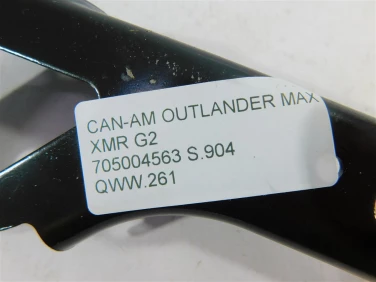 CAN-AM OUTLANDER MAX
XMR G2
705004563 S.904
QWW.261